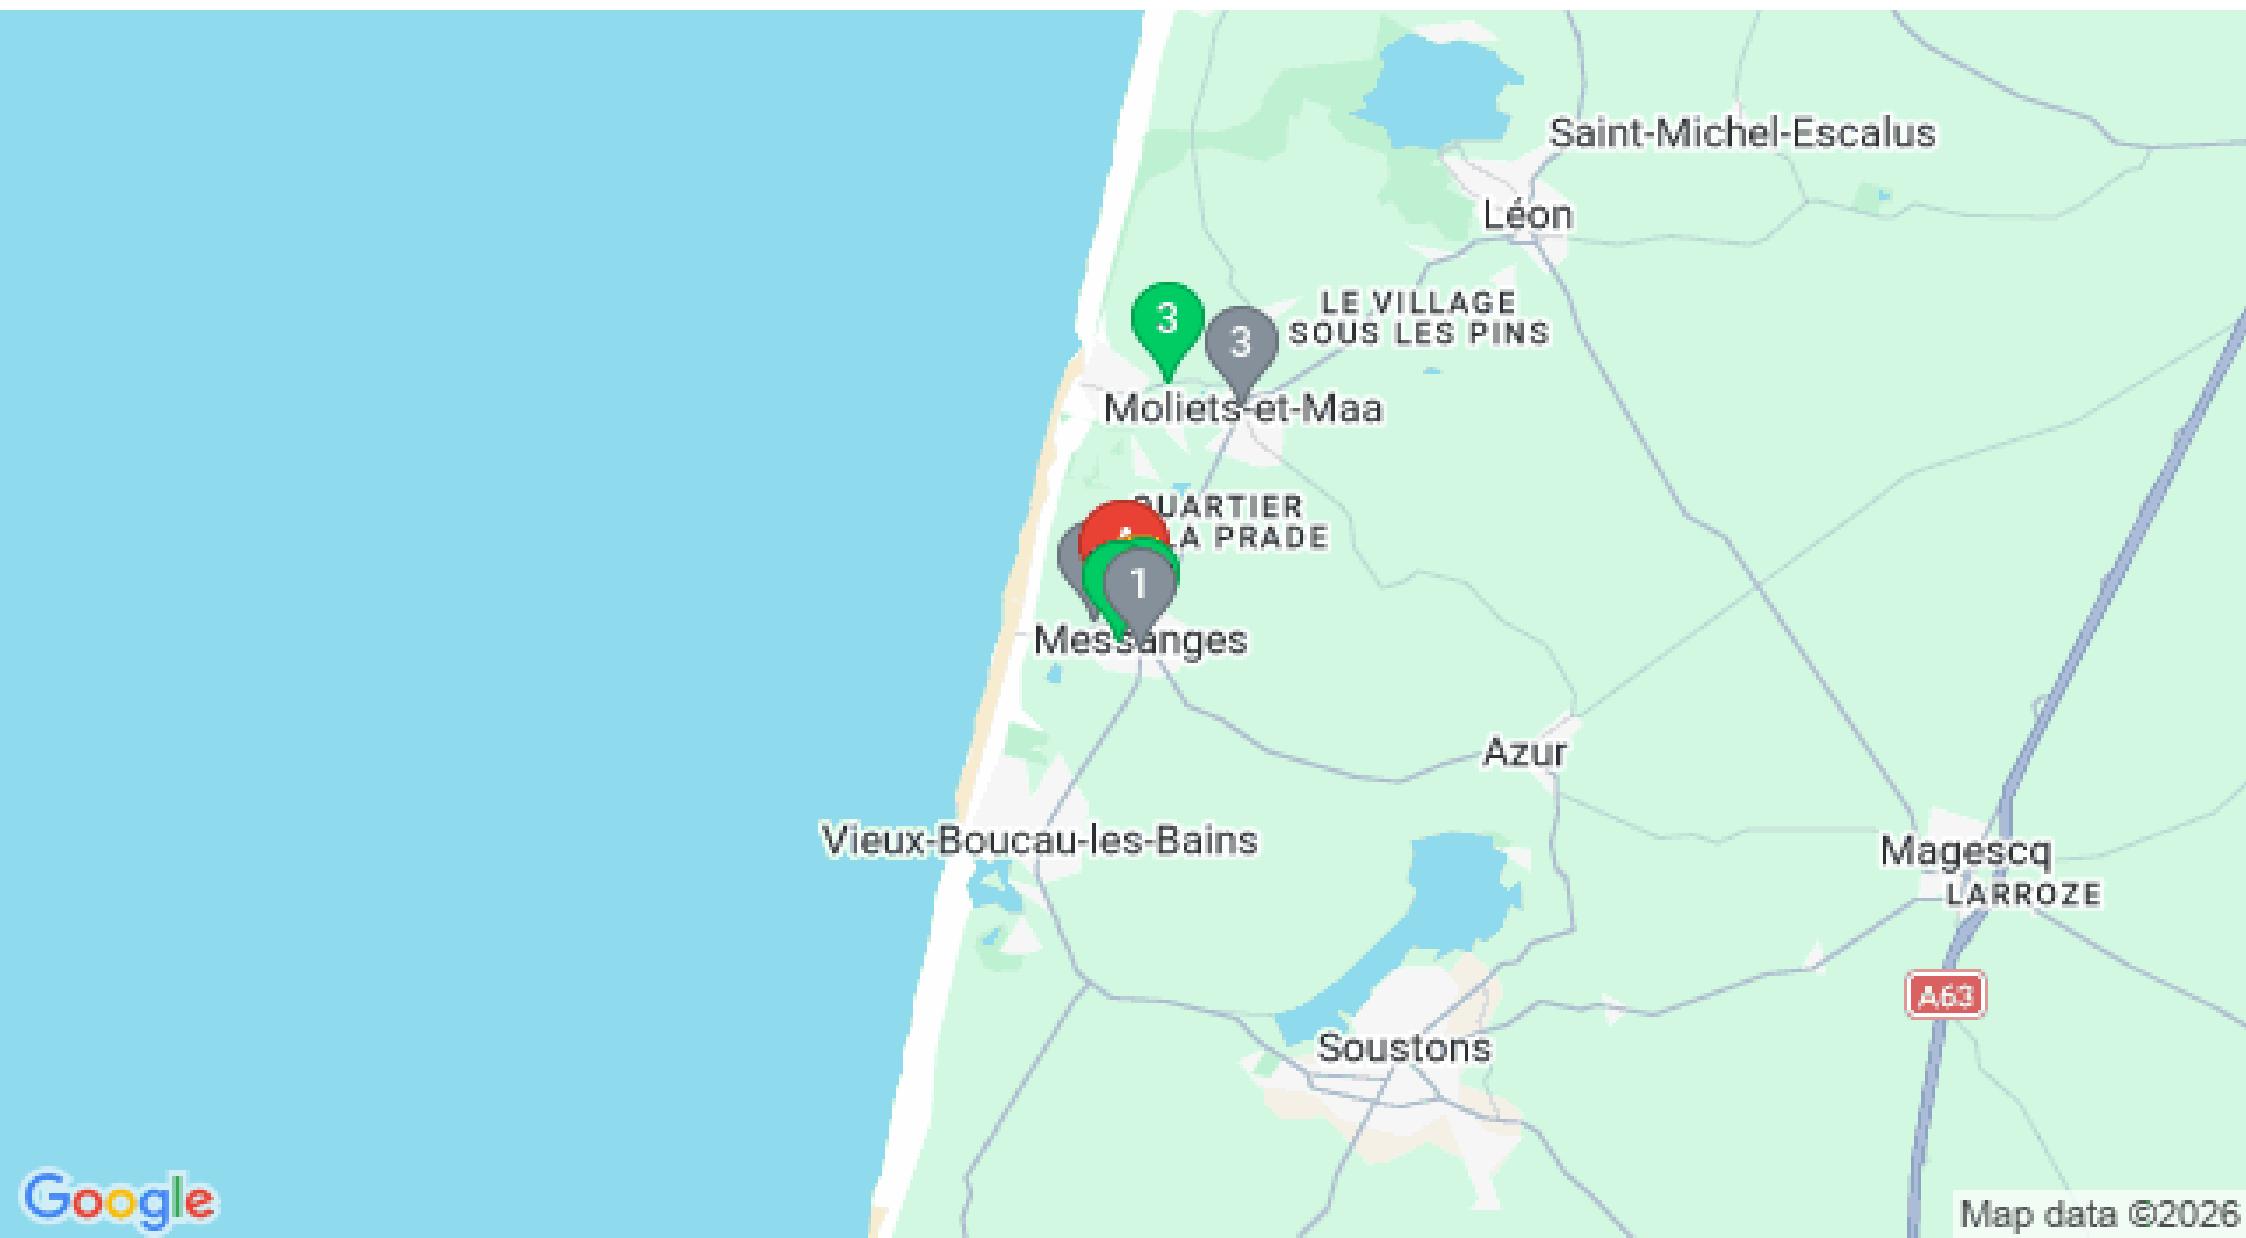 Saint-Michel-Escalus
Léon
LE VILLAGE
SOUS LES PINS
3
3
Moliets-et-Maa
QUARTIER
LA PRADE
1
Messanges
Azur
Vieux-Boucau-les-Bains
Magescq
LARROZE
A63
Soustons
Google
Map data ©2026